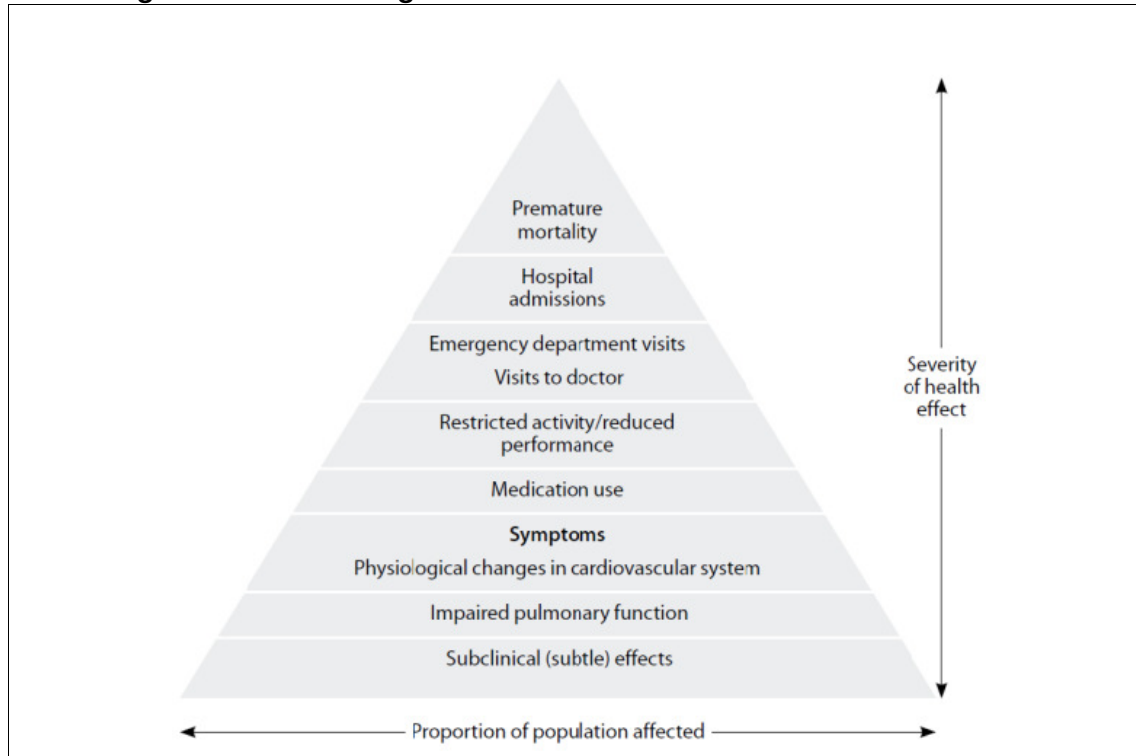 Premature
mortality
Hospital
admissions
Emergency department visits
Visits to doctor
Restricted activity/reduced
performance
Medication use
Symptoms
Physiological changes in cardiovascular system
Impaired pulmonary function
Subclinical (subtle) effects
Severity
of health
effect
Proportion of population affected